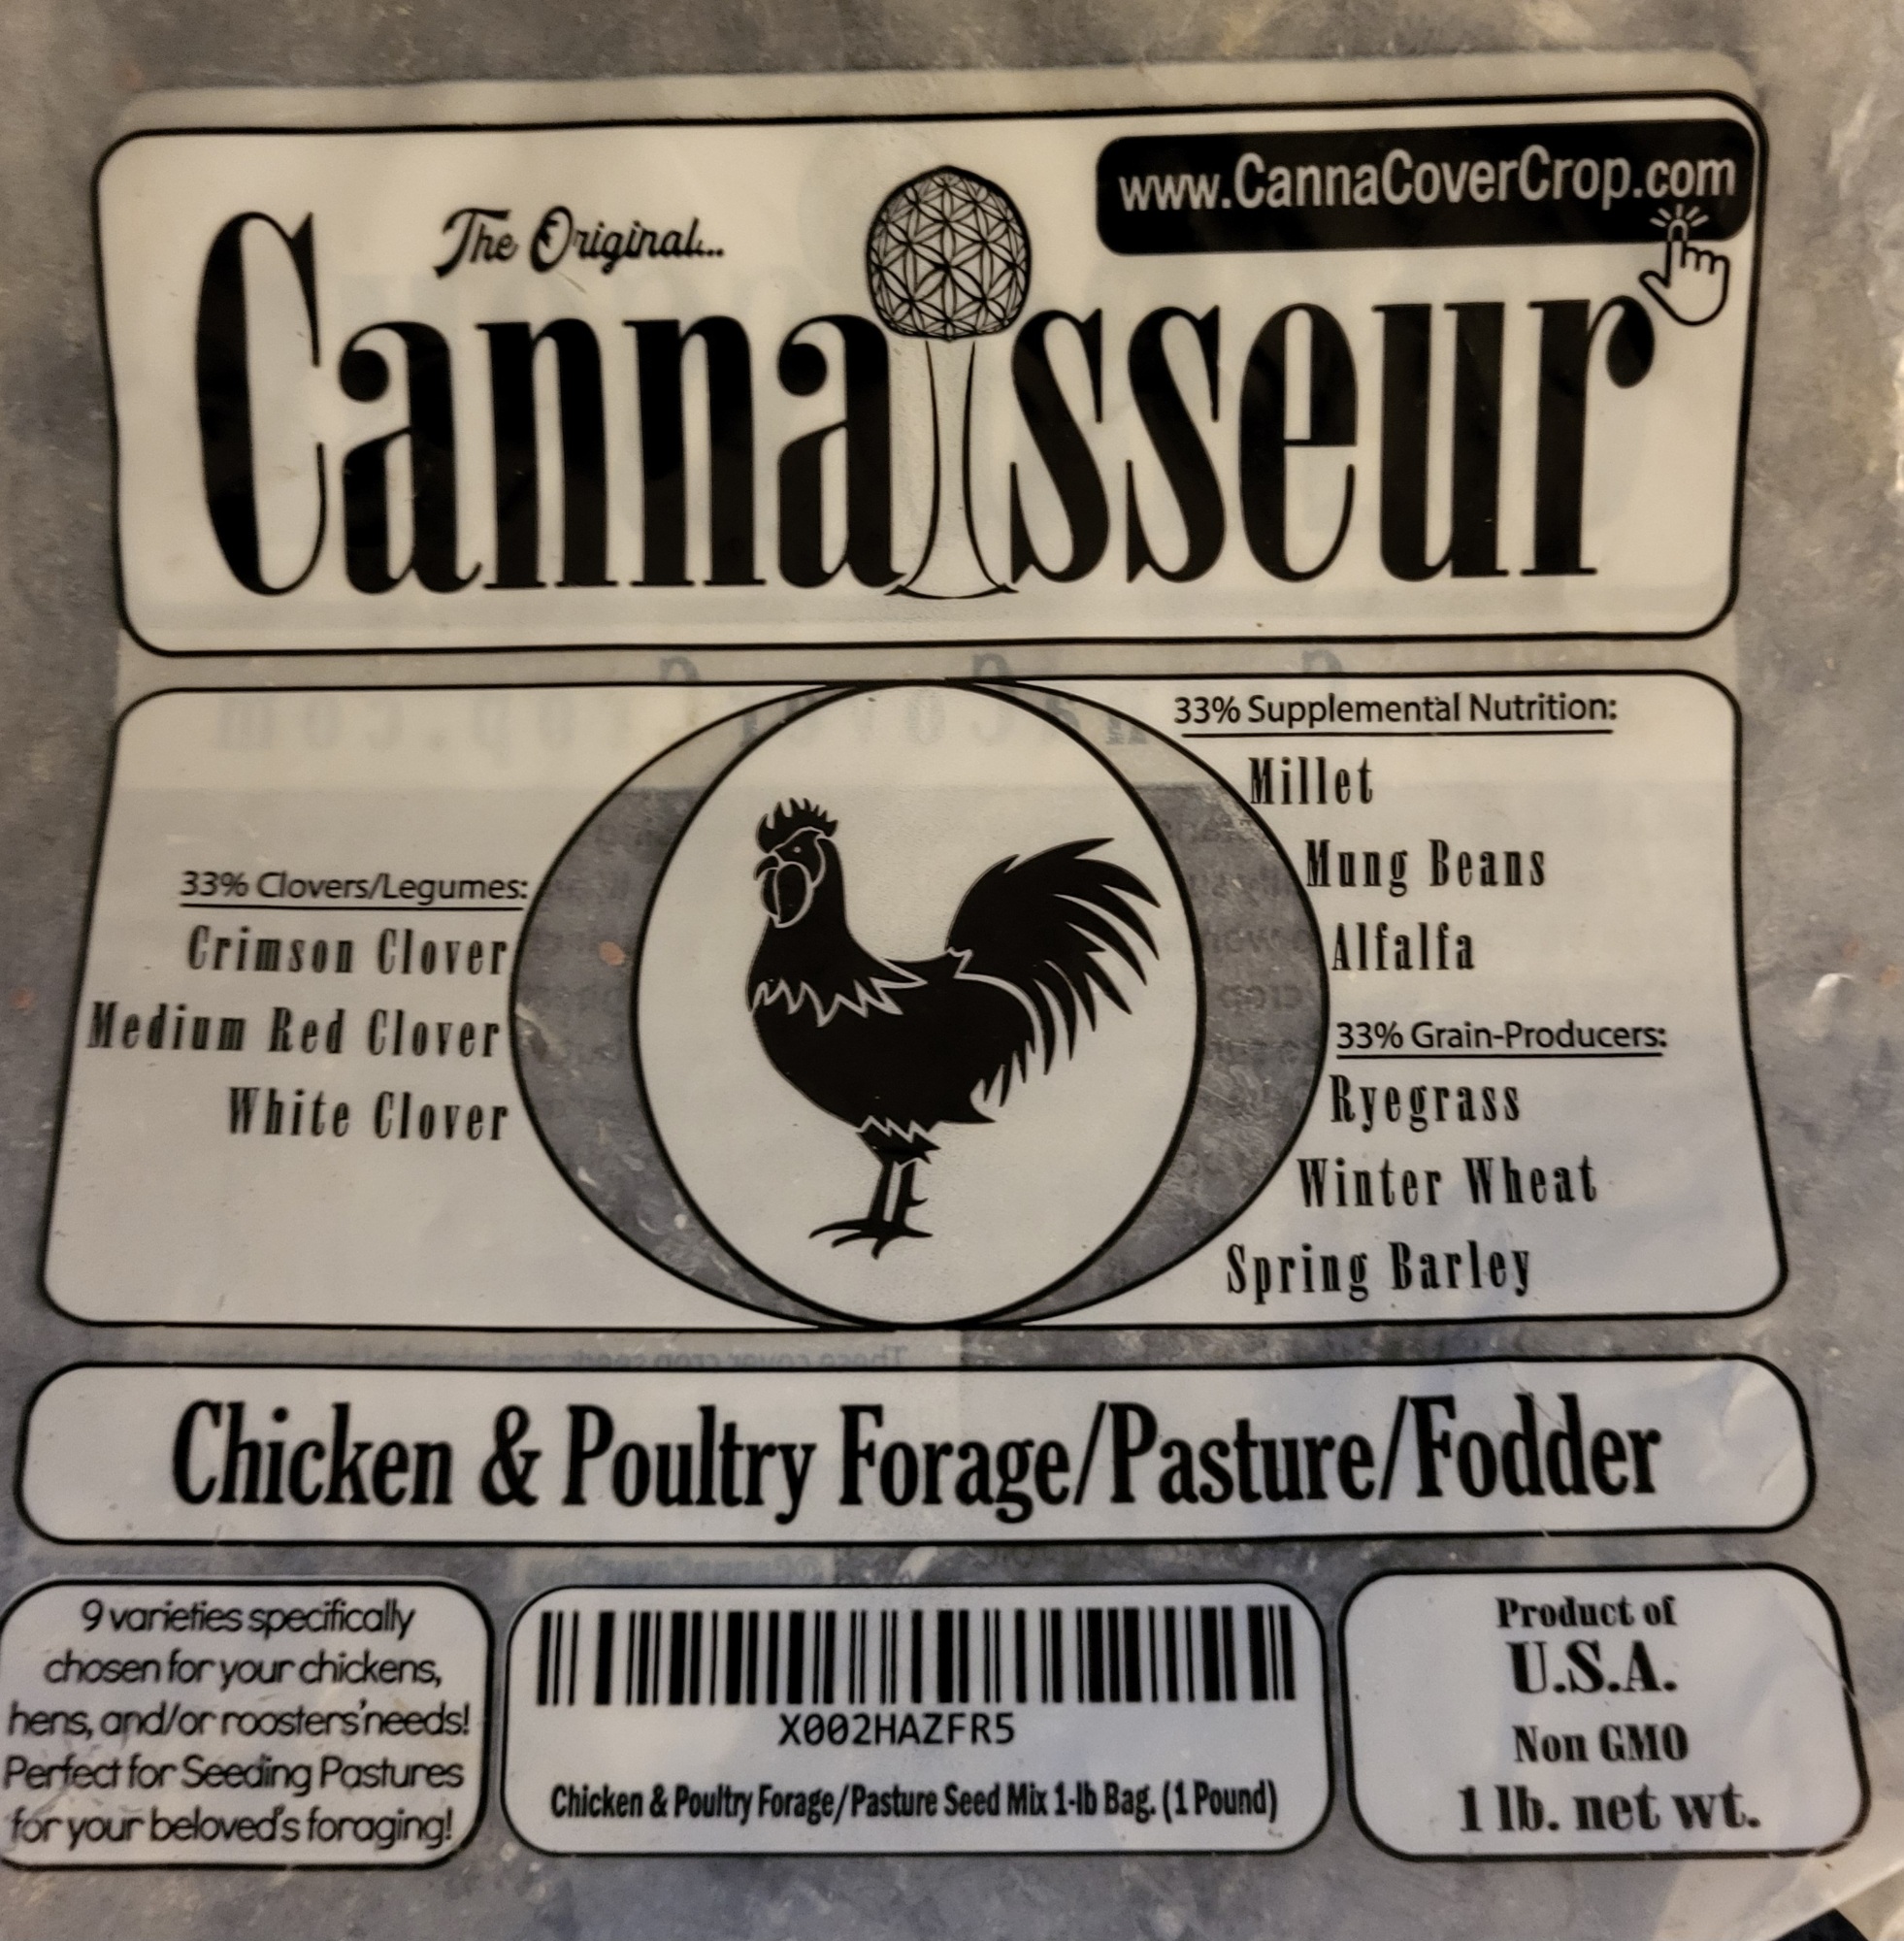 The Original...
www.CannaCoverCrop.com
Cannaisseur
33% Clovers/Legumes:
Crimson Clover
Medium Red Clover
White Clover
33% Supplemental Nutrition:
Millet
Mung Beans
Alfalfa
33% Grain-Producers:
Ryegrass
Winter Wheat
Spring Barley
Chicken & Poultry Forage/Pasture/Fodder
9 varieties specifically
chosen for your chickens,
hens, and/or roosters' needs!
Perfect for Seeding Pastures
for your beloved's foraging!
X002HAZFR5
Chicken & Poultry Forage/Pasture Seed Mix 1-lb Bag. (1 Pound)
Product of
U.S.A.
Non GMO
1 lb. net wt.